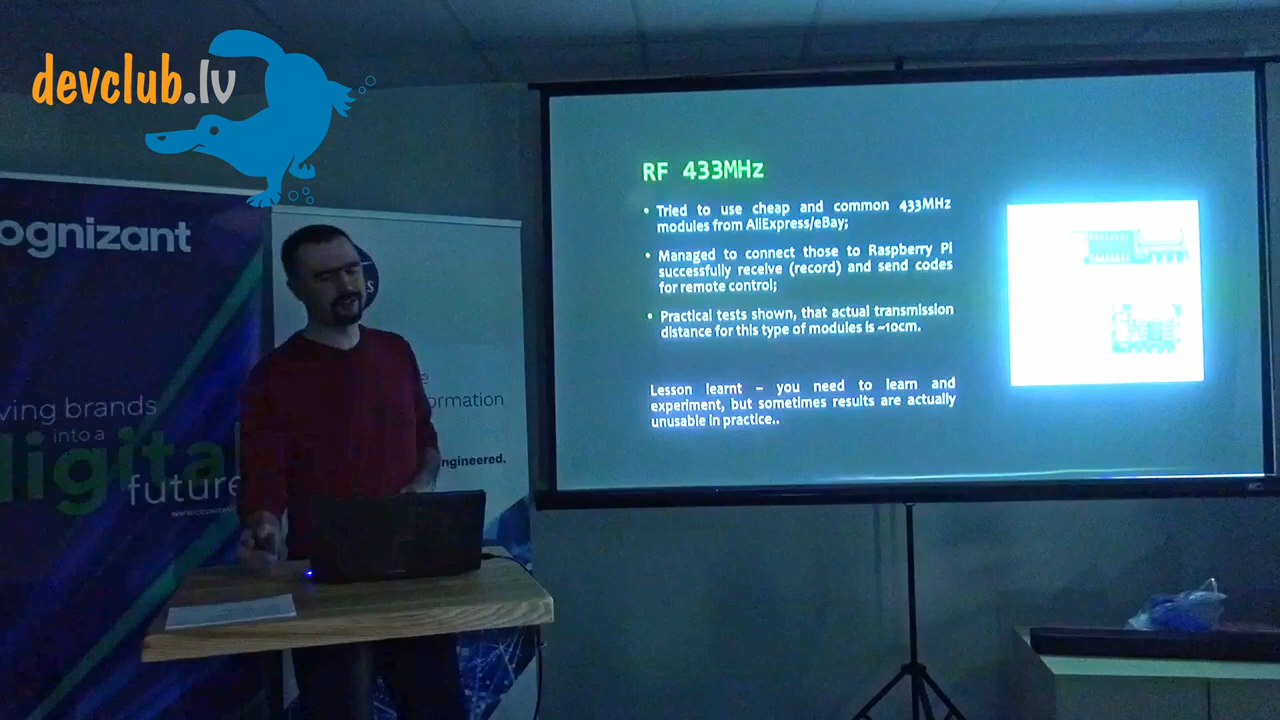 devclub.lv
ognizant
ving brands
into a
digital
future
ormation
ngineered.
RF 433MHz
• Tried to use cheap and common 433MHz
modules from AliExpress/eBay;
• Managed to connect those to Raspberry Pi
successfully receive (record) and send codes
for remote control;
• Practical tests shown, that actual transmission
distance for this type of modules is ~10cm.
Lesson learnt – you need to learn and
experiment, but sometimes results are actually
unusable in practice..